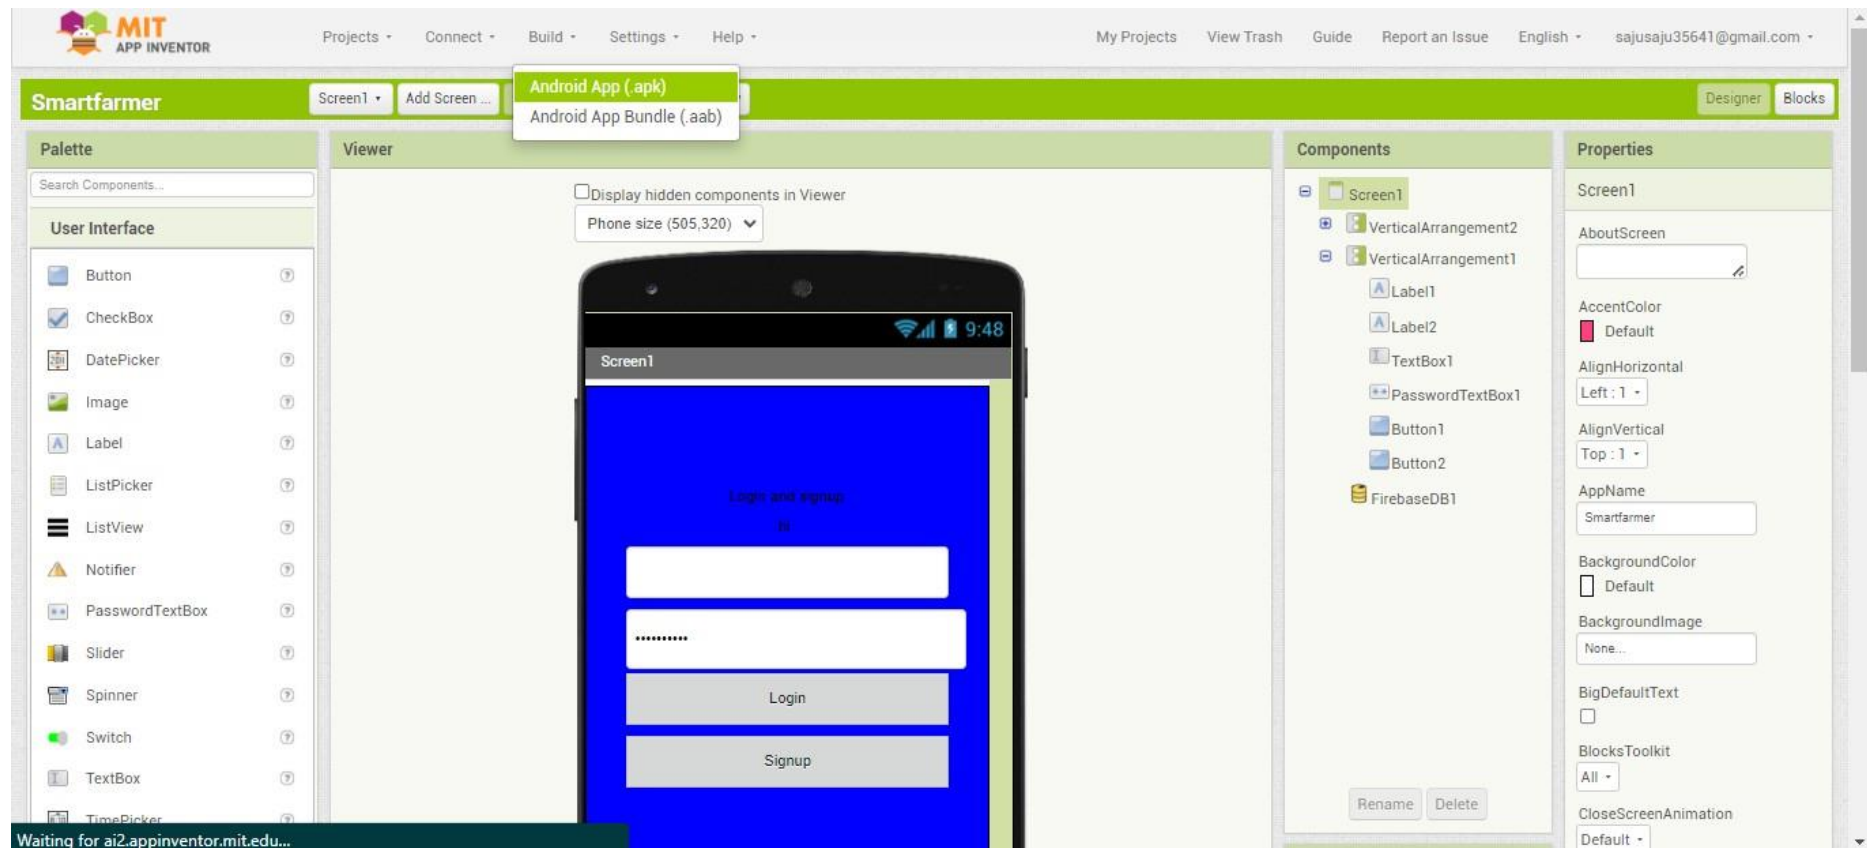 MIT
APP INVENTOR
Projects Connect Build Settings Help My Projects View Trash Guide Report an Issue English sajusaju35641@gmail.com
Android App (.apk)
Android App Bundle (.aab)
Smartfarmer Screen1 Add Screen ... Designer Blocks
Palette Viewer Components Properties
Search Components...
User Interface
Button
CheckBox
DatePicker
Image
Label
ListPicker
ListView
Notifier
PasswordTextBox
Slider
Spinner
Switch
TextBox
TimePicker
Waiting for ai2.appinventor.mit.edu...
Display hidden components in Viewer
Phone size (505,320)
9:48
Screen1
Login and signup
hi
••••••••••
Login
Signup
Screen1
VerticalArrangement2
VerticalArrangement1
Label1
Label2
TextBox1
PasswordTextBox1
Button1
Button2
FirebaseDB1
Rename Delete
Screen1
AboutScreen
AccentColor
Default
AlignHorizontal
Left : 1
AlignVertical
Top : 1
AppName
Smartfarmer
BackgroundColor
Default
BackgroundImage
None...
BigDefaultText
BlocksToolkit
All
CloseScreenAnimation
Default